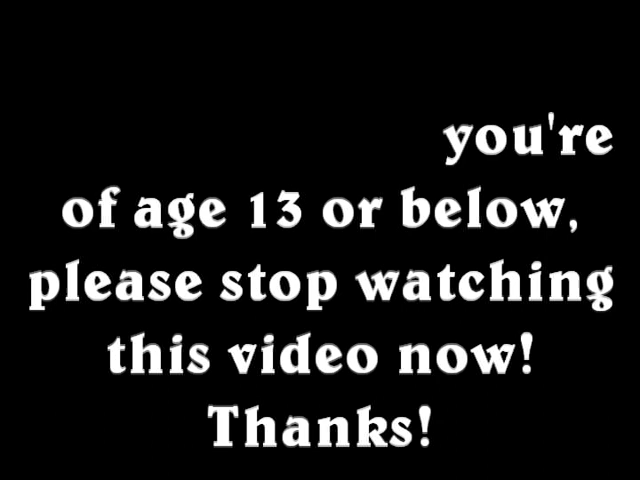 you're
of age 13 or below,
please stop watching
this video now!
Thanks!